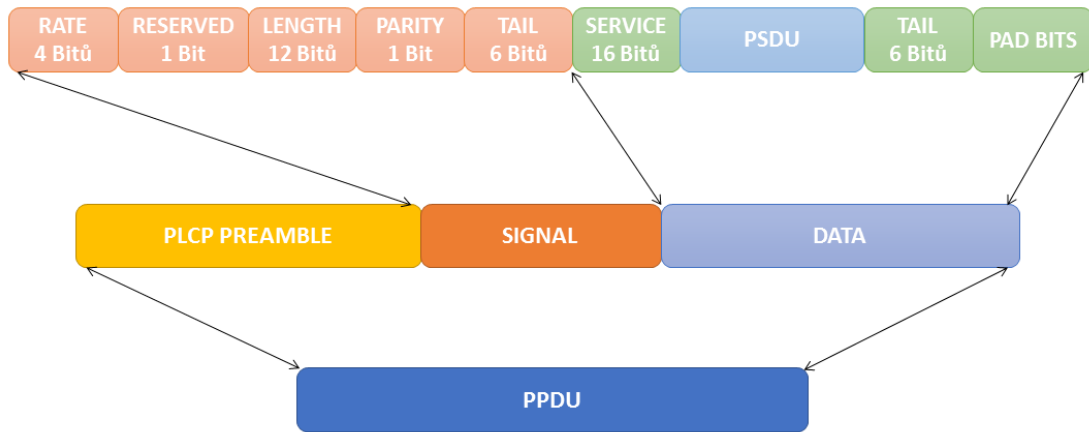 RATE
4 Bitů
RESERVED
1 Bit
LENGTH
12 Bitů
PARITY
1 Bit
TAIL
6 Bitů
SERVICE
16 Bitů
PSDU
TAIL
6 Bitů
PAD BITS
PLCP PREAMBLE
SIGNAL
DATA
PPDU